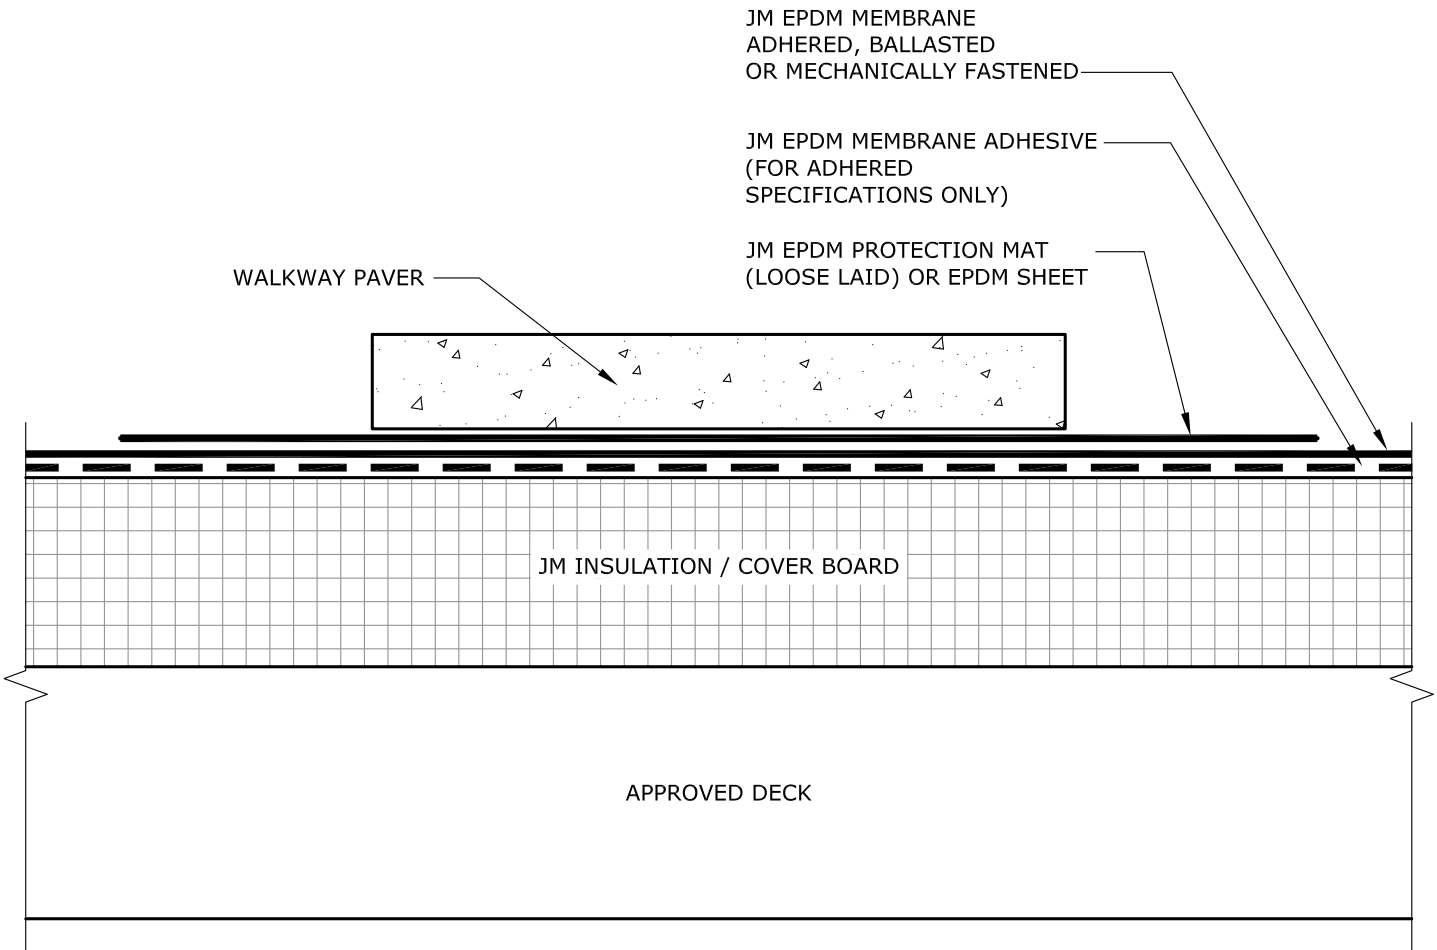 JM EPDM MEMBRANE
ADHERED, BALLASTED
OR MECHANICALLY FASTENED
JM EPDM MEMBRANE ADHESIVE
(FOR ADHERED
SPECIFICATIONS ONLY)
JM EPDM PROTECTION MAT
(LOOSE LAID) OR EPDM SHEET
WALKWAY PAVER
JM INSULATION / COVER BOARD
APPROVED DECK